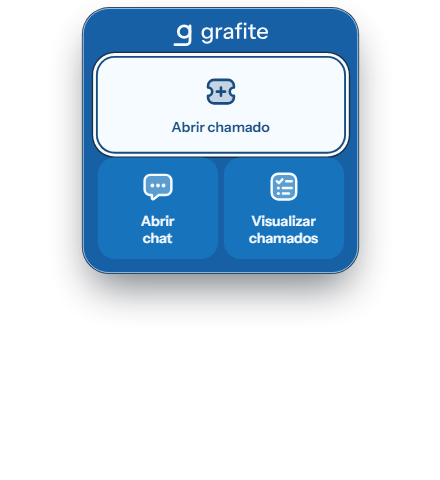 grafite
Abrir chamado
Abrir
chat
Visualizar
chamados